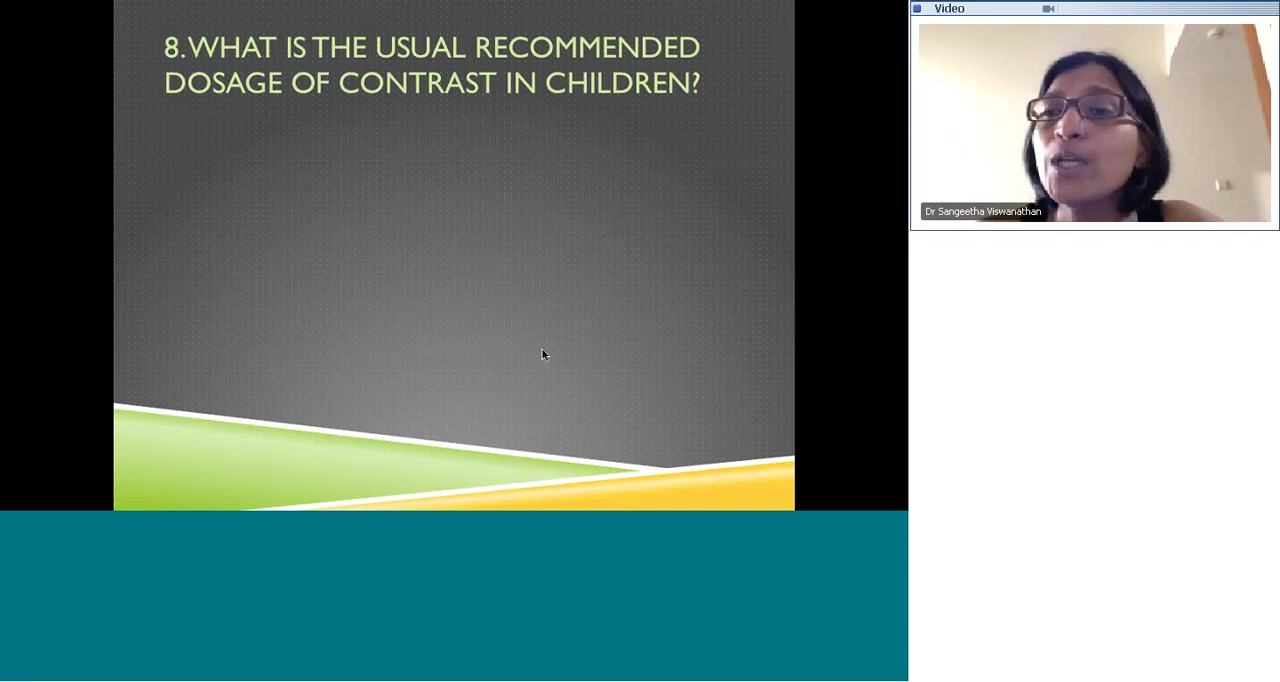 8. WHAT IS THE USUAL RECOMMENDED
DOSAGE OF CONTRAST IN CHILDREN?
Video
Dr Sangeetha Viswanathan